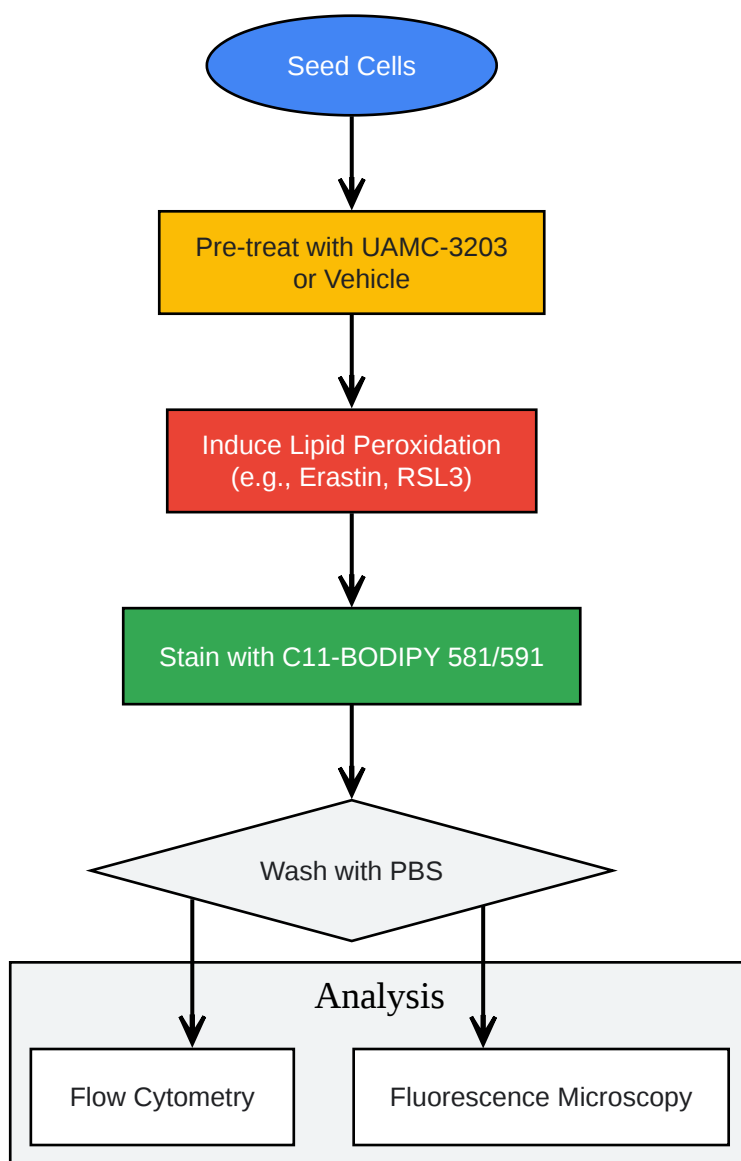 Seed Cells
Pre-treat with UAMC-3203
or Vehicle
Induce Lipid Peroxidation
(e.g., Erastin, RSL3)
Stain with C11-BODIPY 581/591
Wash with PBS
Analysis
Flow Cytometry
Fluorescence Microscopy